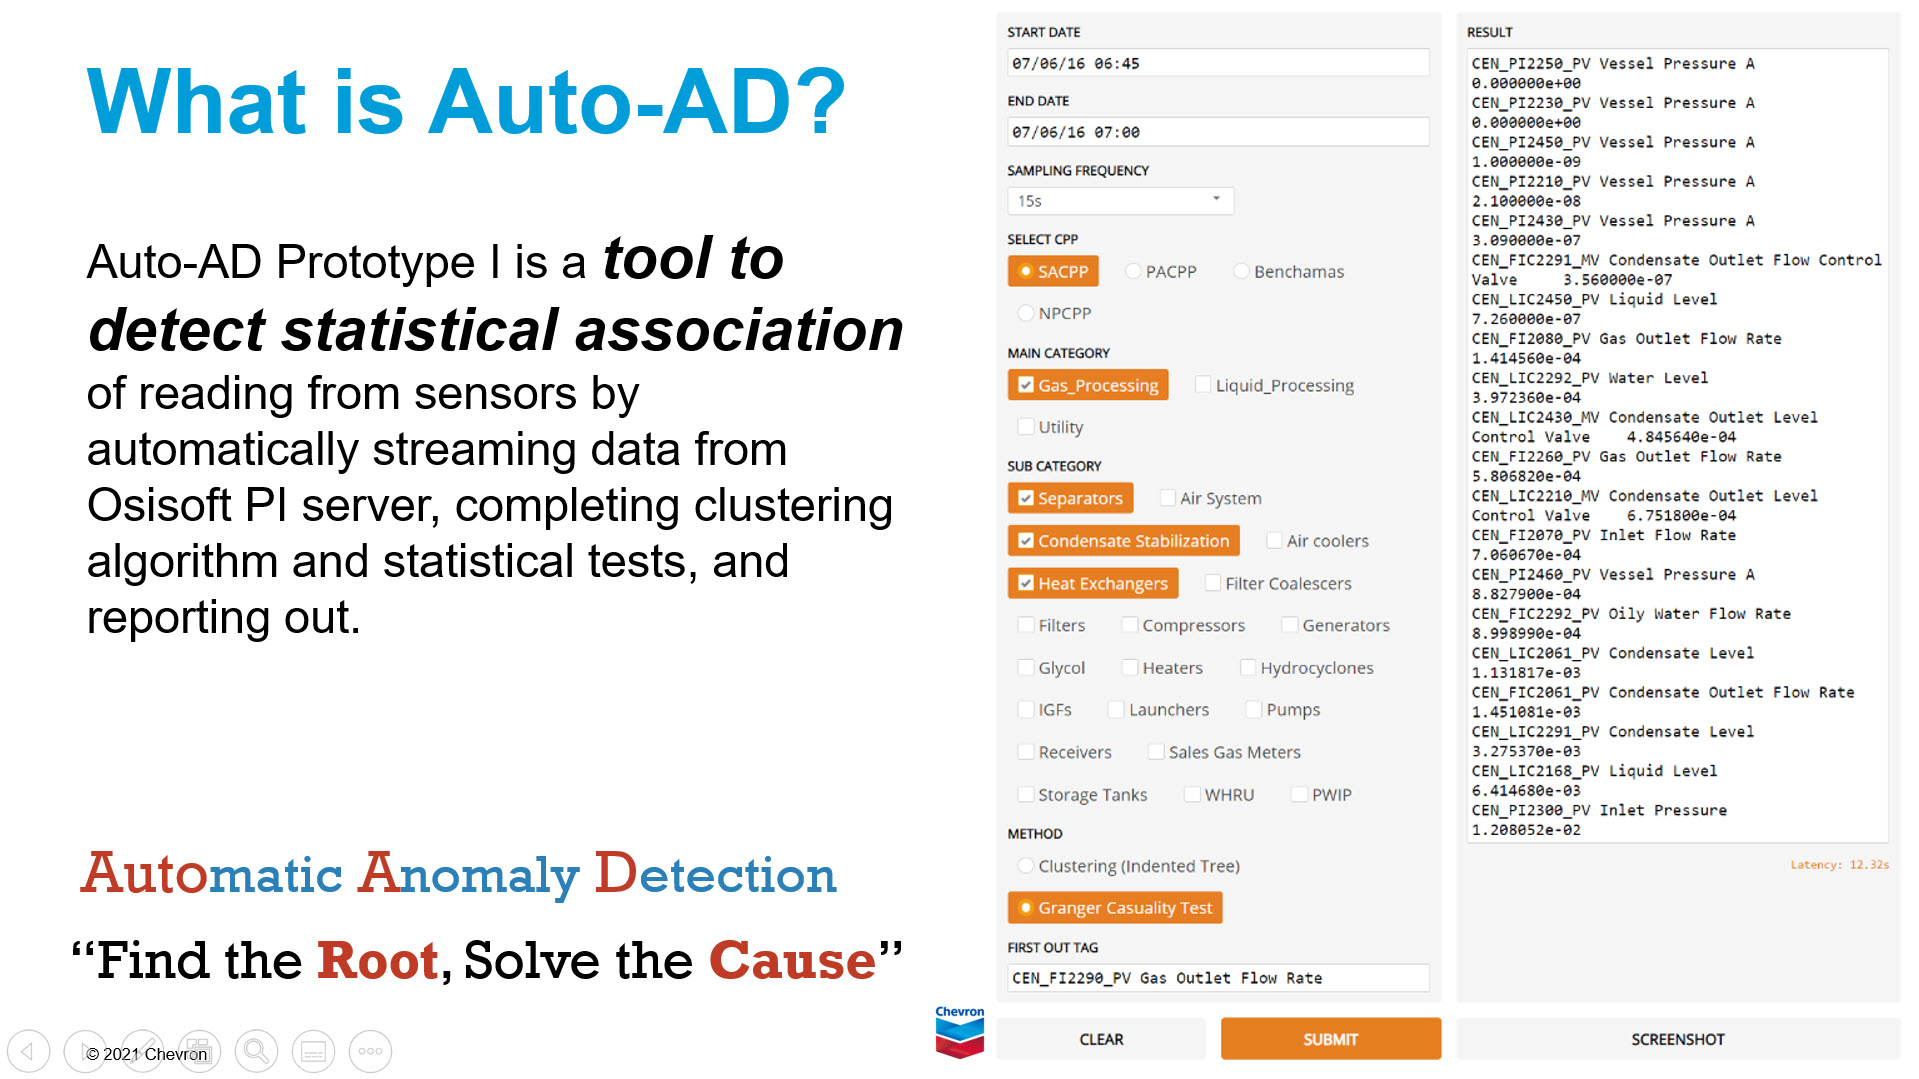 What is Auto-AD?
Auto-AD Prototype I is a tool to
detect statistical association
of reading from sensors by
automatically streaming data from
Osisoft PI server, completing clustering
algorithm and statistical tests, and
reporting out.
Automatic Anomaly Detection
“Find the Root, Solve the Cause”
© 2021 Chevron
Chevron
START DATE
07/06/16 06:45
END DATE
07/06/16 07:00
SAMPLING FREQUENCY
15s
SELECT CPP
SACPP PACPP Benchamas
NPCPP
MAIN CATEGORY
Gas_Processing Liquid_Processing
Utility
SUB CATEGORY
Separators Air System
Condensate Stabilization Air coolers
Heat Exchangers Filter Coalescers
Filters Compressors Generators
Glycol Heaters Hydrocyclones
IGFs Launchers Pumps
Receivers Sales Gas Meters
Storage Tanks WHRU PWIP
METHOD
Clustering (Indented Tree)
Granger Casuality Test
FIRST OUT TAG
CEN_FI2290_PV Gas Outlet Flow Rate
CLEAR SUBMIT
RESULT
CEN_PI2250_PV Vessel Pressure A
0.000000e+00
CEN_PI2230_PV Vessel Pressure A
0.000000e+00
CEN_PI2450_PV Vessel Pressure A
1.000000e-09
CEN_PI2210_PV Vessel Pressure A
2.100000e-08
CEN_PI2430_PV Vessel Pressure A
3.090000e-07
CEN_FIC2291_MV Condensate Outlet Flow Control
Valve 3.560000e-07
CEN_LIC2450_PV Liquid Level
7.260000e-07
CEN_FI2080_PV Gas Outlet Flow Rate
1.414560e-04
CEN_LIC2292_PV Water Level
3.972360e-04
CEN_LIC2430_MV Condensate Outlet Level
Control Valve 4.845640e-04
CEN_FI2260_PV Gas Outlet Flow Rate
5.806820e-04
CEN_LIC2210_MV Condensate Outlet Level
Control Valve 6.751800e-04
CEN_FI2070_PV Inlet Flow Rate
7.060670e-04
CEN_PI2460_PV Vessel Pressure A
8.827900e-04
CEN_FIC2292_PV Oily Water Flow Rate
8.998990e-04
CEN_LIC2061_PV Condensate Level
1.131817e-03
CEN_FIC2061_PV Condensate Outlet Flow Rate
1.451081e-03
CEN_LIC2291_PV Condensate Level
3.275370e-03
CEN_LIC2168_PV Liquid Level
6.414680e-03
CEN_PI2300_PV Inlet Pressure
1.208052e-02
Latency: 12.32s
SCREENSHOT